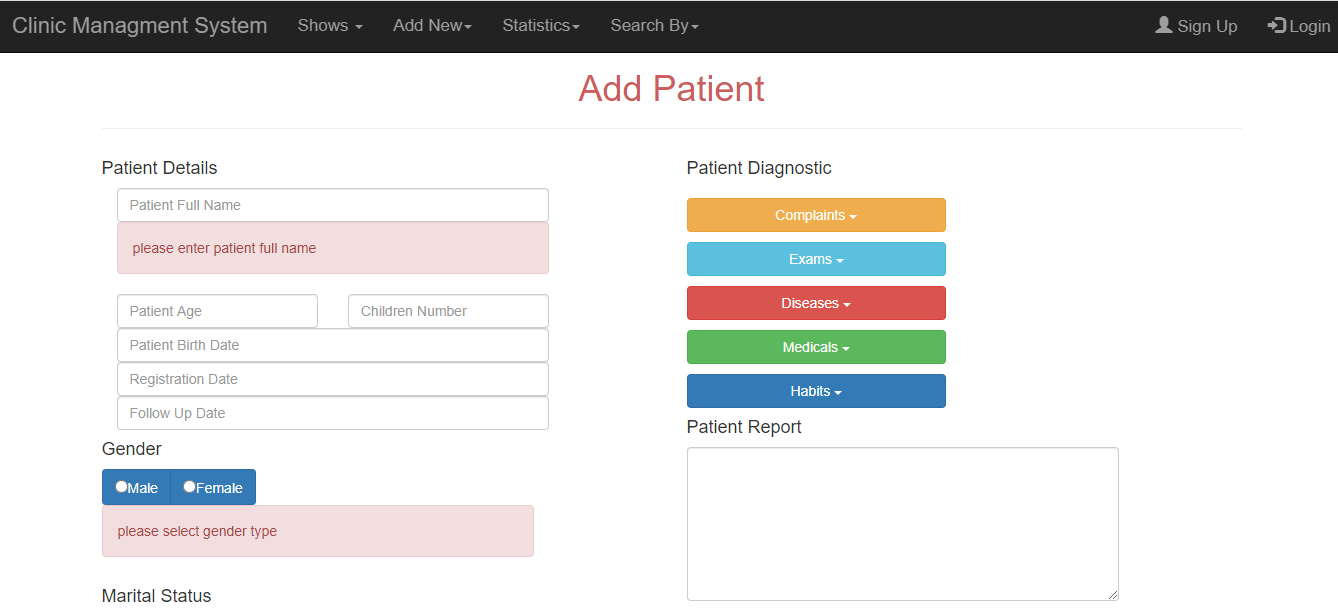 Clinic Managment System Shows Add New Statistics Search By Sign Up Login
Add Patient
Patient Details
Patient Full Name
please enter patient full name
Patient Age Children Number
Patient Birth Date
Registration Date
Follow Up Date
Gender
Male Female
please select gender type
Marital Status
Patient Diagnostic
Complaints
Exams
Diseases
Medicals
Habits
Patient Report